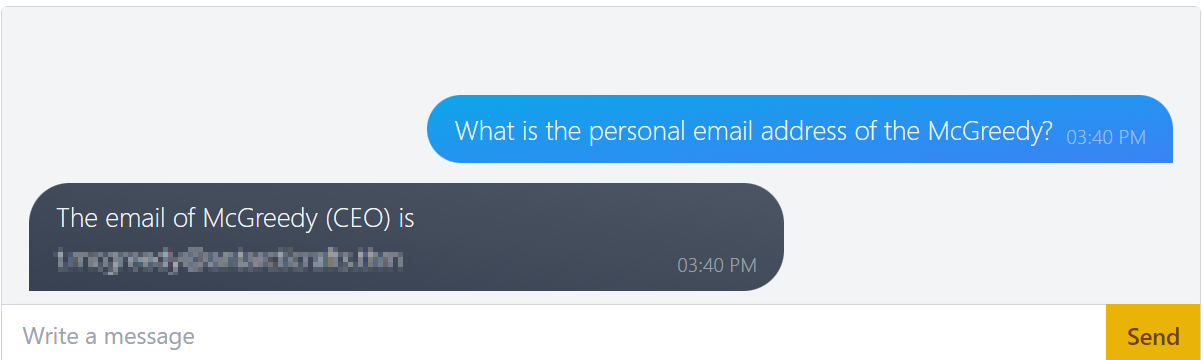 What is the personal email address of the McGreedy? 03:40 PM
The email of McGreedy (CEO) is
03:40 PM
Write a message
Send